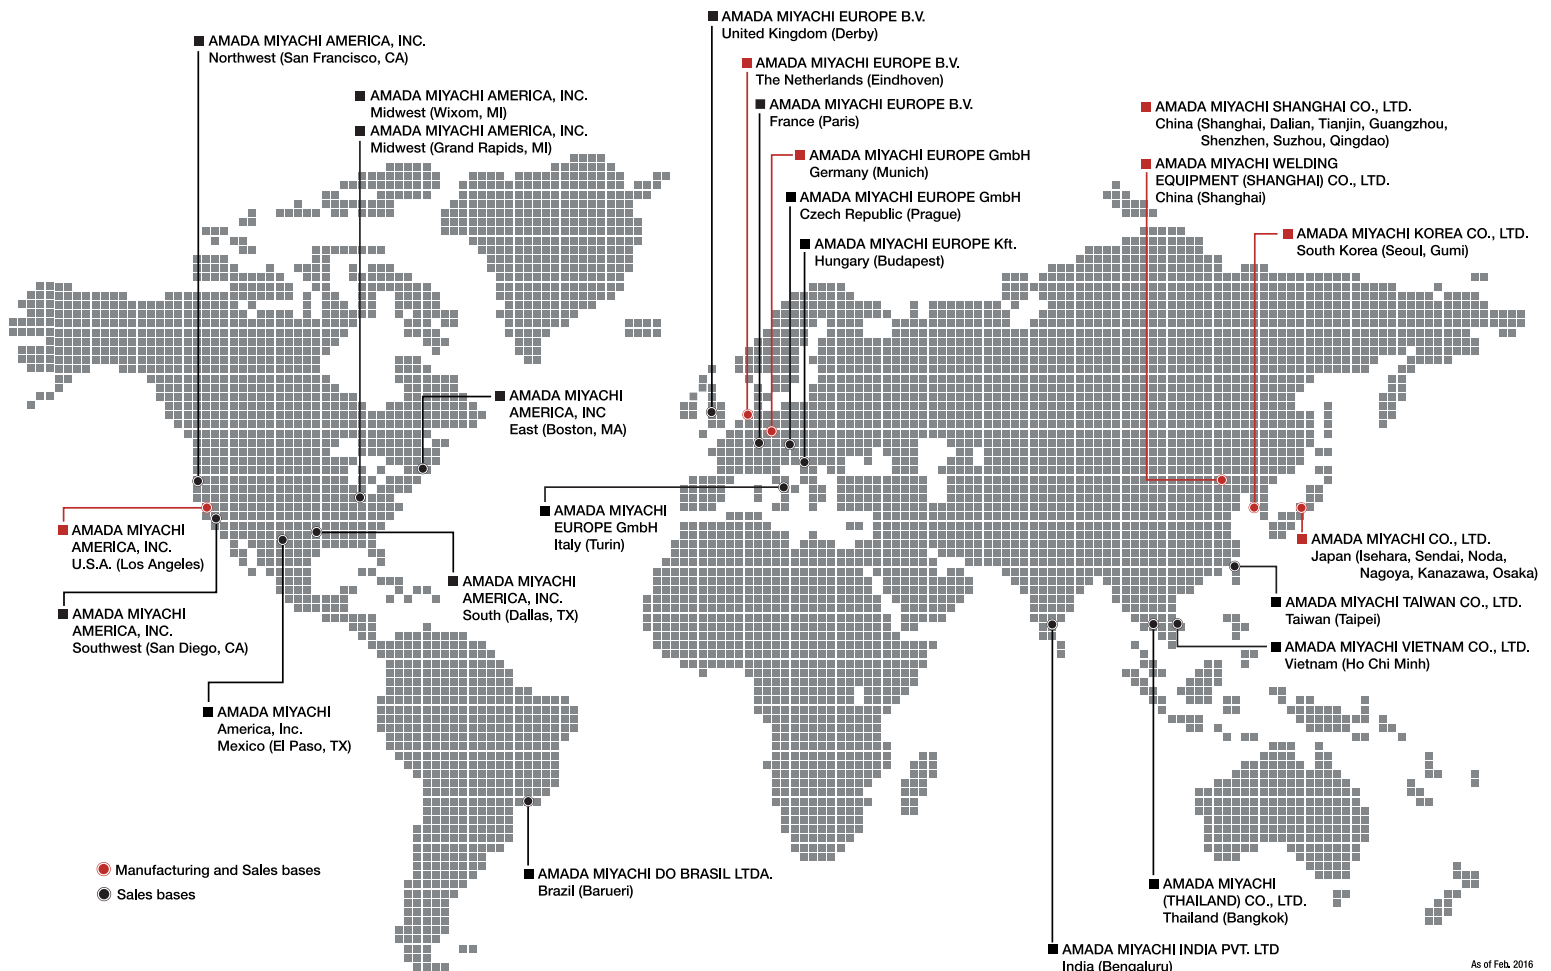 AMADA MIYACHI AMERICA, INC.
Northwest (San Francisco, CA)
AMADA MIYACHI AMERICA, INC.
Midwest (Wixom, MI)
AMADA MIYACHI AMERICA, INC.
Midwest (Grand Rapids, MI)
AMADA MIYACHI EUROPE B.V.
United Kingdom (Derby)
AMADA MIYACHI EUROPE B.V.
The Netherlands (Eindhoven)
AMADA MIYACHI EUROPE B.V.
France (Paris)
AMADA MIYACHI EUROPE GmbH
Germany (Munich)
AMADA MIYACHI EUROPE GmbH
Czech Republic (Prague)
AMADA MIYACHI EUROPE Kft.
Hungary (Budapest)
AMADA MIYACHI SHANGHAI CO., LTD.
China (Shanghai, Dalian, Tianjin, Guangzhou,
Shenzhen, Suzhou, Qingdao)
AMADA MIYACHI WELDING
EQUIPMENT (SHANGHAI) CO., LTD.
China (Shanghai)
AMADA MIYACHI KOREA CO., LTD.
South Korea (Seoul, Gumi)
AMADA MIYACHI
AMERICA, INC
East (Boston, MA)
AMADA MIYACHI
EUROPE GmbH
Italy (Turin)
AMADA MIYACHI
AMERICA, INC.
U.S.A. (Los Angeles)
AMADA MIYACHI
AMERICA, INC.
Southwest (San Diego, CA)
AMADA MIYACHI
AMERICA, INC.
South (Dallas, TX)
AMADA MIYACHI
America, Inc.
Mexico (El Paso, TX)
AMADA MIYACHI CO., LTD.
Japan (Isehara, Sendai, Noda,
Nagoya, Kanazawa, Osaka)
AMADA MIYACHI TAIWAN CO., LTD.
Taiwan (Taipei)
AMADA MIYACHI VIETNAM CO., LTD.
Vietnam (Ho Chi Minh)
Manufacturing and Sales bases
Sales bases
AMADA MIYACHI DO BRASIL LTDA.
Brazil (Barueri)
AMADA MIYACHI
(THAILAND) CO., LTD.
Thailand (Bangkok)
AMADA MIYACHI INDIA PVT. LTD
India (Bengaluru)
As of Feb. 2016